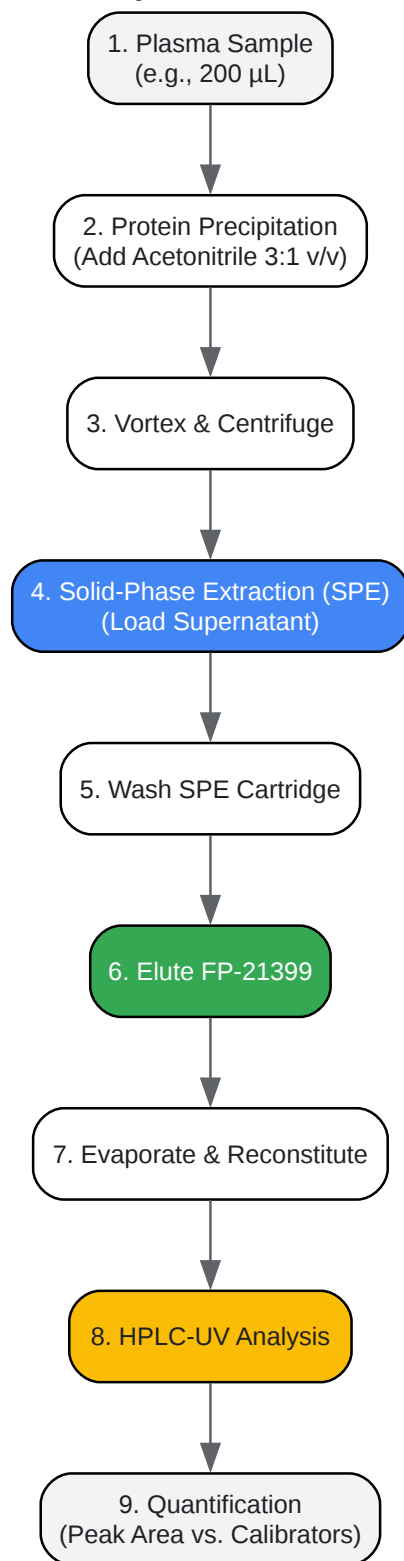 1. Plasma Sample
(e.g., 200 µL)
2. Protein Precipitation
(Add Acetonitrile 3:1 v/v)
3. Vortex & Centrifuge
4. Solid-Phase Extraction (SPE)
(Load Supernatant)
5. Wash SPE Cartridge
6. Elute FP-21399
7. Evaporate & Reconstitute
8. HPLC-UV Analysis
9. Quantification
(Peak Area vs. Calibrators)